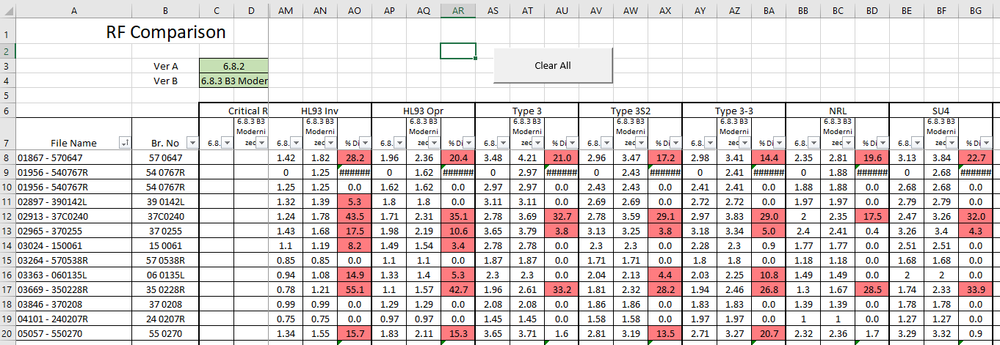 A B C D AM AN AO AP AQ AR AS AT AU AV AW AX AY AZ BA BB BC BD BE BF BG
1 RF Comparison
2
3 Ver A 6.8.2 Clear All
4 Ver B 6.8.3 B3 Moder
5
6 Critical R HL93 Inv HL93 Opr Type 3 Type 3S2 Type 3-3 NRL SU4
6.8.3 B3 6.8.3 B3 6.8.3 B3 6.8.3 B3 6.8.3 B3 6.8.3 B3 6.8.3 B3 6.8.3 B3
Moderni Moderni Moderni Moderni Moderni Moderni Moderni Moderni
7 File Name Br. No 6.8. zec 6.8. zec % Di 6.8. zec % Di 6.8. zec % Di 6.8. zec % Di 6.8. zec % Di 6.8. zec % Di 6.8. zec % Di
8 01867 - 570647 57 0647 1.42 1.82 28.2 1.96 2.36 20.4 3.48 4.21 21.0 2.96 3.47 17.2 2.98 3.41 14.4 2.35 2.81 19.6 3.13 3.84 22.7
9 01956 - 540767R 54 0767R 0 1.25 ###### 0 1.62 ###### 0 2.97 ###### 0 2.43 ###### 0 2.41 ###### 0 1.88 ###### 0 2.68 ######
10 01956 - 540767R 54 0767R 1.25 1.25 0.0 1.62 1.62 0.0 2.97 2.97 0.0 2.43 2.43 0.0 2.41 2.41 0.0 1.88 1.88 0.0 2.68 2.68 0.0
11 02897 - 390142L 39 0142L 1.32 1.39 5.3 1.8 1.8 0.0 3.11 3.11 0.0 2.69 2.69 0.0 2.72 2.72 0.0 1.97 1.97 0.0 2.79 2.79 0.0
12 02913 - 37C0240 37C0240 1.24 1.78 43.5 1.71 2.31 35.1 2.78 3.69 32.7 2.78 3.59 29.1 2.97 3.83 29.0 2 2.35 17.5 2.47 3.26 32.0
13 02965 - 370255 37 0255 1.43 1.68 17.5 1.98 2.19 10.6 3.65 3.79 3.8 3.13 3.25 3.8 3.18 3.34 5.0 2.4 2.41 0.4 3.26 3.4 4.3
14 03024 - 150061 15 0061 1.1 1.19 8.2 1.49 1.54 3.4 2.78 2.78 0.0 2.3 2.3 0.0 2.28 2.3 0.9 1.77 1.77 0.0 2.51 2.51 0.0
15 03264 - 570538R 57 0538R 0.85 0.85 0.0 1.1 1.1 0.0 1.87 1.87 0.0 1.71 1.71 0.0 1.8 1.8 0.0 1.18 1.18 0.0 1.68 1.68 0.0
16 03363 - 060135L 06 0135L 0.94 1.08 14.9 1.33 1.4 5.3 2.3 2.3 0.0 2.04 2.13 4.4 2.03 2.25 10.8 1.49 1.49 0.0 2 2 0.0
17 03669 - 350228R 35 0228R 0.78 1.21 55.1 1.1 1.57 42.7 1.96 2.61 33.2 1.81 2.32 28.2 1.94 2.46 26.8 1.3 1.67 28.5 1.74 2.33 33.9
18 03846 - 370208 37 0208 0.99 0.99 0.0 1.29 1.29 0.0 2.08 2.08 0.0 1.86 1.86 0.0 1.83 1.83 0.0 1.39 1.39 0.0 1.78 1.78 0.0
19 04101 - 240207R 24 0207R 0.75 0.75 0.0 0.97 0.97 0.0 1.45 1.45 0.0 1.58 1.58 0.0 1.97 1.97 0.0 1 1 0.0 1.27 1.27 0.0
20 05057 - 550270 55 0270 1.34 1.55 15.7 1.83 2.11 15.3 3.65 3.71 1.6 2.81 3.19 13.5 2.71 3.27 20.7 2.32 2.36 1.7 3.29 3.32 0.9